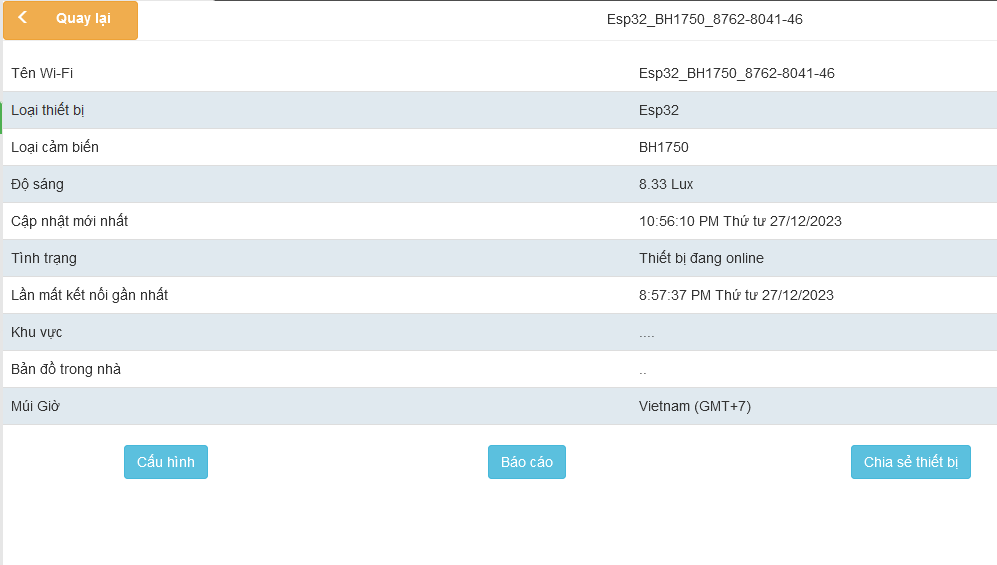 Quay lại Esp32_BH1750_8762-8041-46
Tên Wi-Fi Esp32_BH1750_8762-8041-46
Loại thiết bị Esp32
Loại cảm biến BH1750
Độ sáng 8.33 Lux
Cập nhật mới nhất 10:56:10 PM Thứ tư 27/12/2023
Tình trạng Thiết bị đang online
Lần mất kết nối gần nhất 8:57:37 PM Thứ tư 27/12/2023
Khu vực ....
Bản đồ trong nhà ..
Múi Giờ Vietnam (GMT+7)
Cấu hình Báo cáo Chia sẻ thiết bị